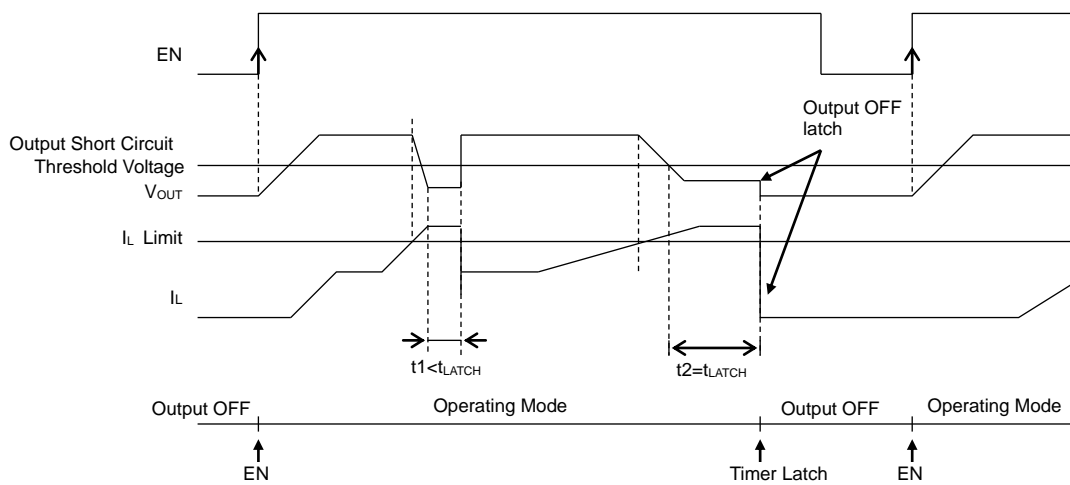 EN
Output OFF
latch
Output Short Circuit
Threshold Voltage
VOUT
IL Limit
IL
t1<tLATCH
t2=tLATCH
Output OFF
Operating Mode
Output OFF
Operating Mode
EN
Timer Latch
EN